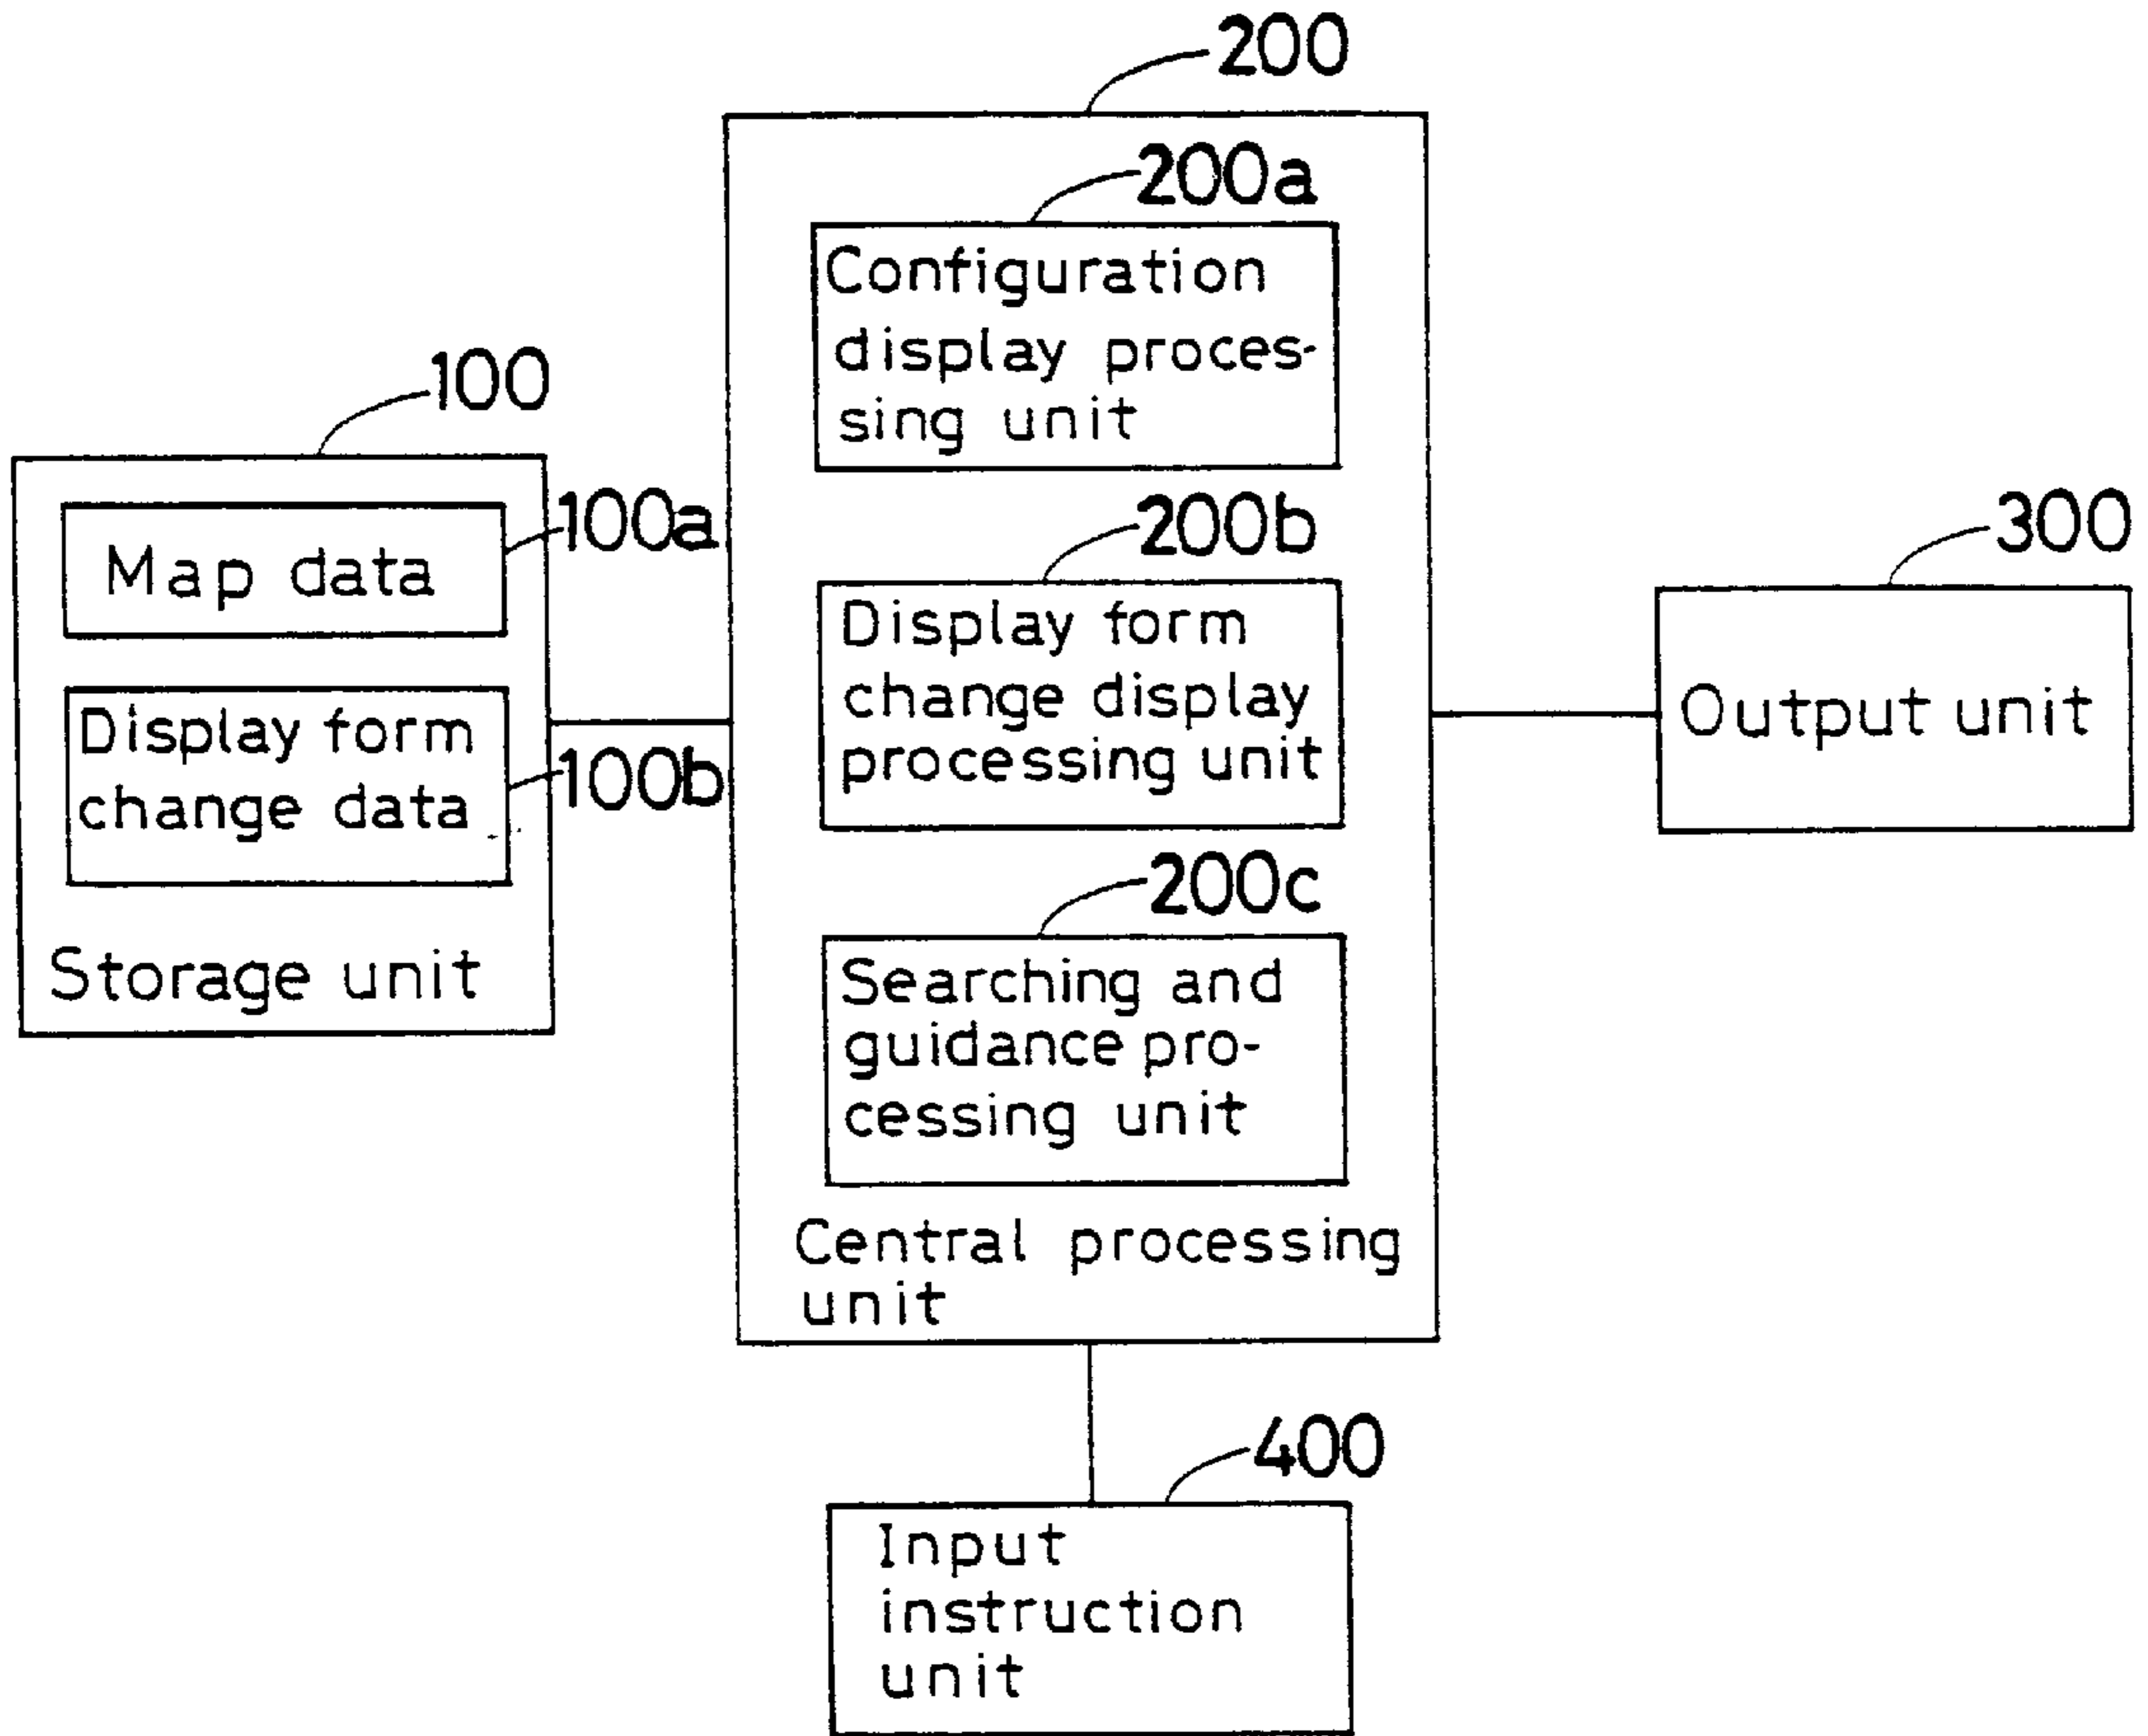 200
200a
Configuration
display proces-
sing unit
100
100a
Map data
200b
Display form
change display
processing unit
300
Output unit
Display form
change data
100b
200c
Searching and
guidance pro-
cessing unit
Storage unit
Central processing
unit
400
Input
instruction
unit